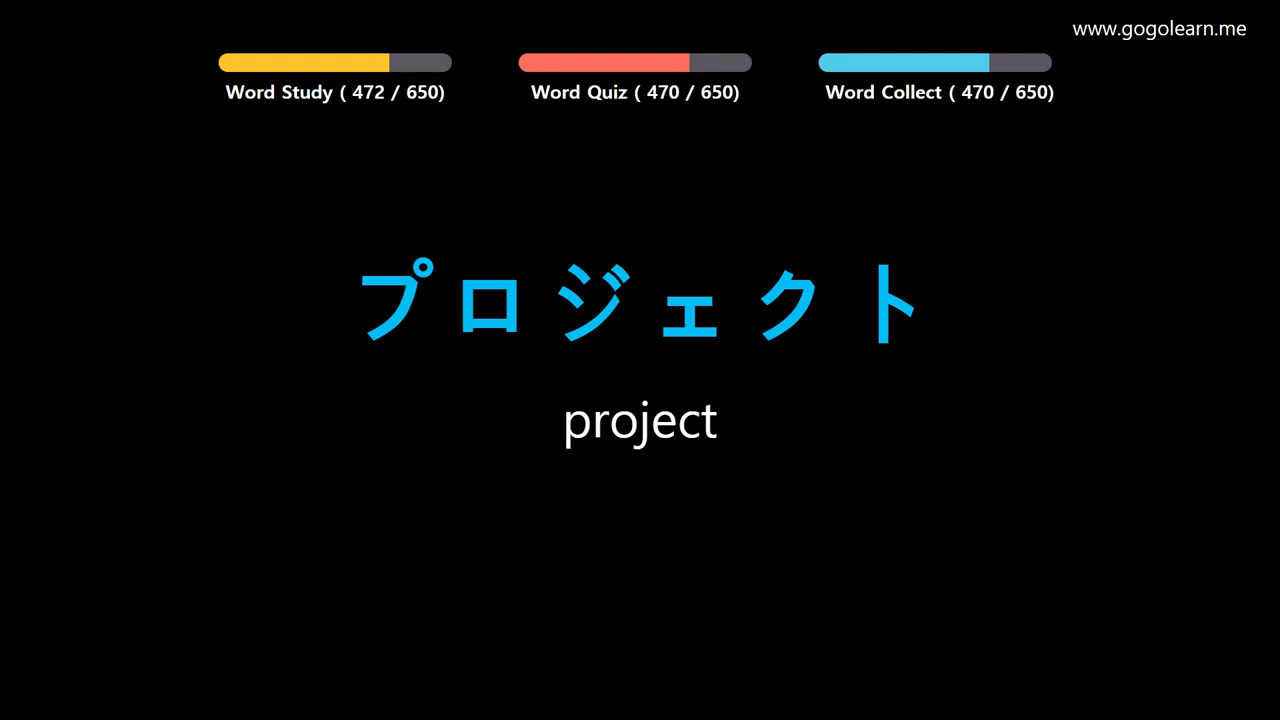 www.gogolearn.me
Word Study ( 472 / 650)
Word Quiz ( 470 / 650)
Word Collect ( 470 / 650)
プロジェクト
project